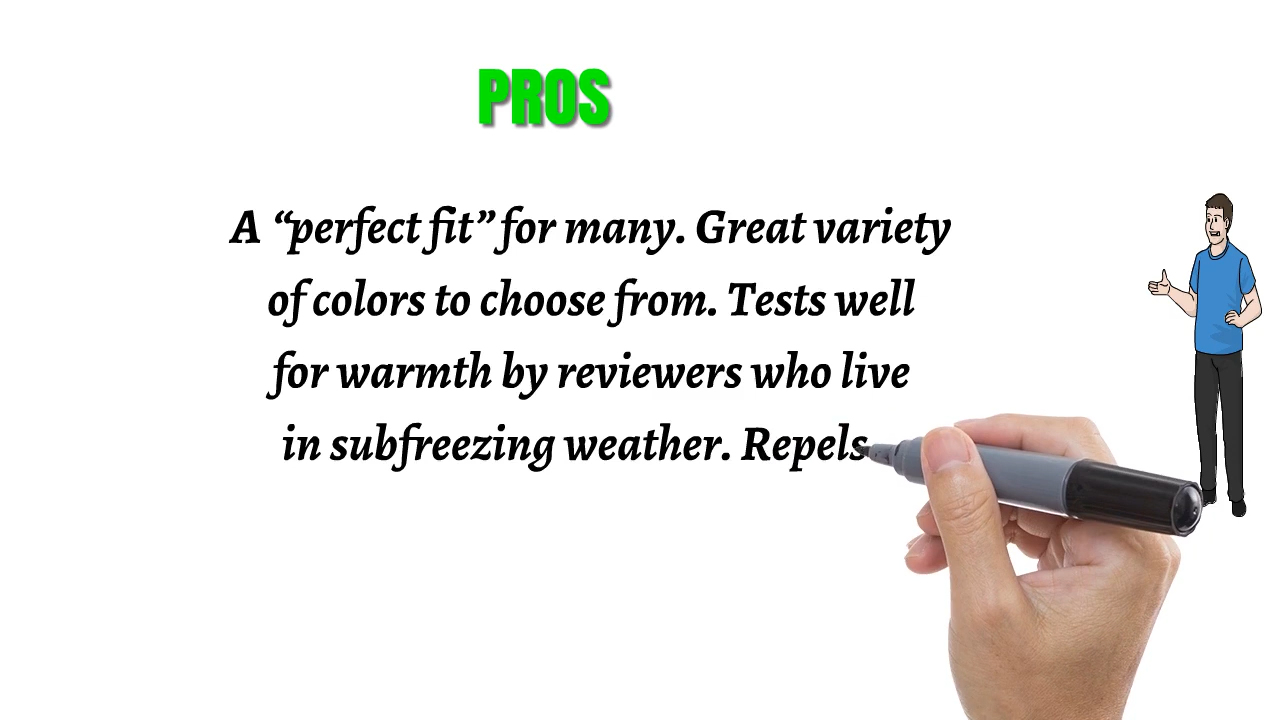 PROS
A “perfect fit” for many. Great variety
of colors to choose from. Tests well
for warmth by reviewers who live
in subfreezing weather. Repels